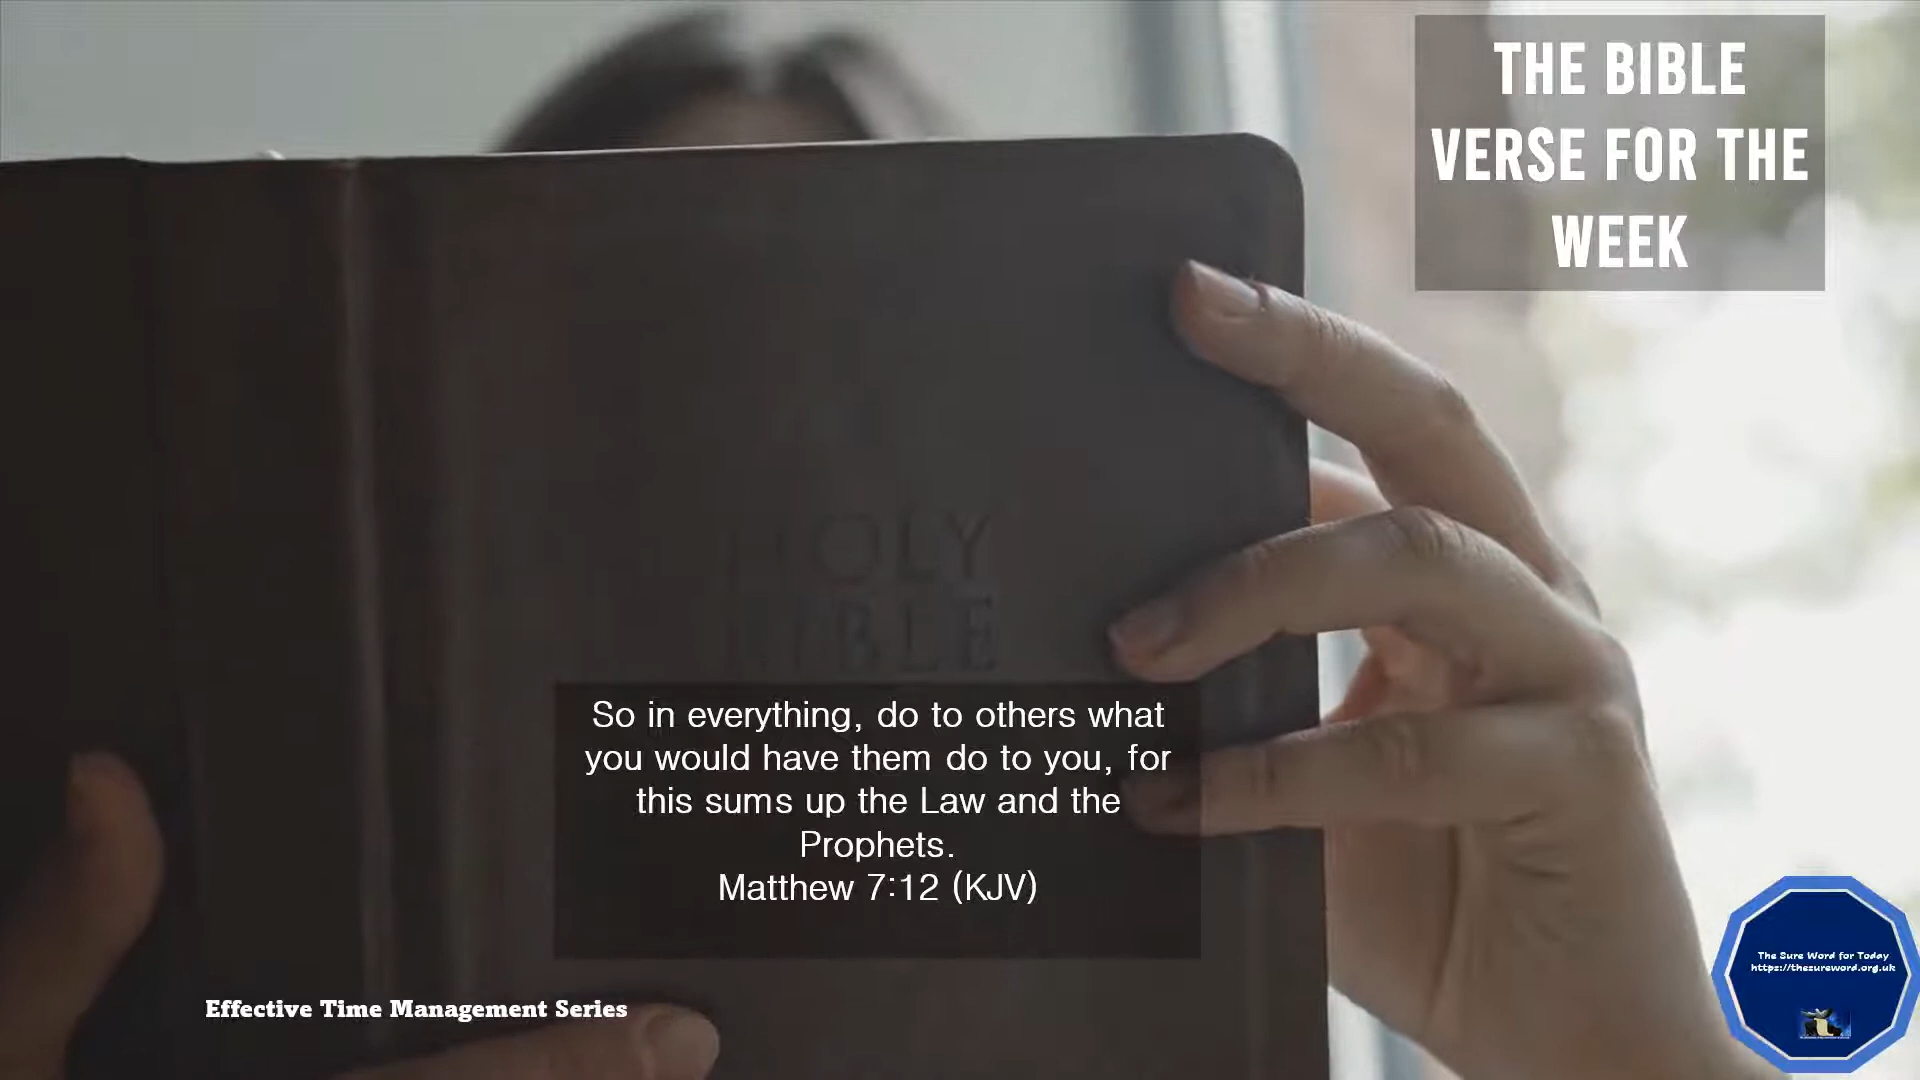 THE BIBLE
VERSE FOR THE
WEEK
HOLY
BIBLE
So in everything, do to others what
you would have them do to you, for
this sums up the Law and the
Prophets.
Matthew 7:12 (KJV)
Effective Time Management Series
The Sure Word for Today
https://thesureword.org.uk